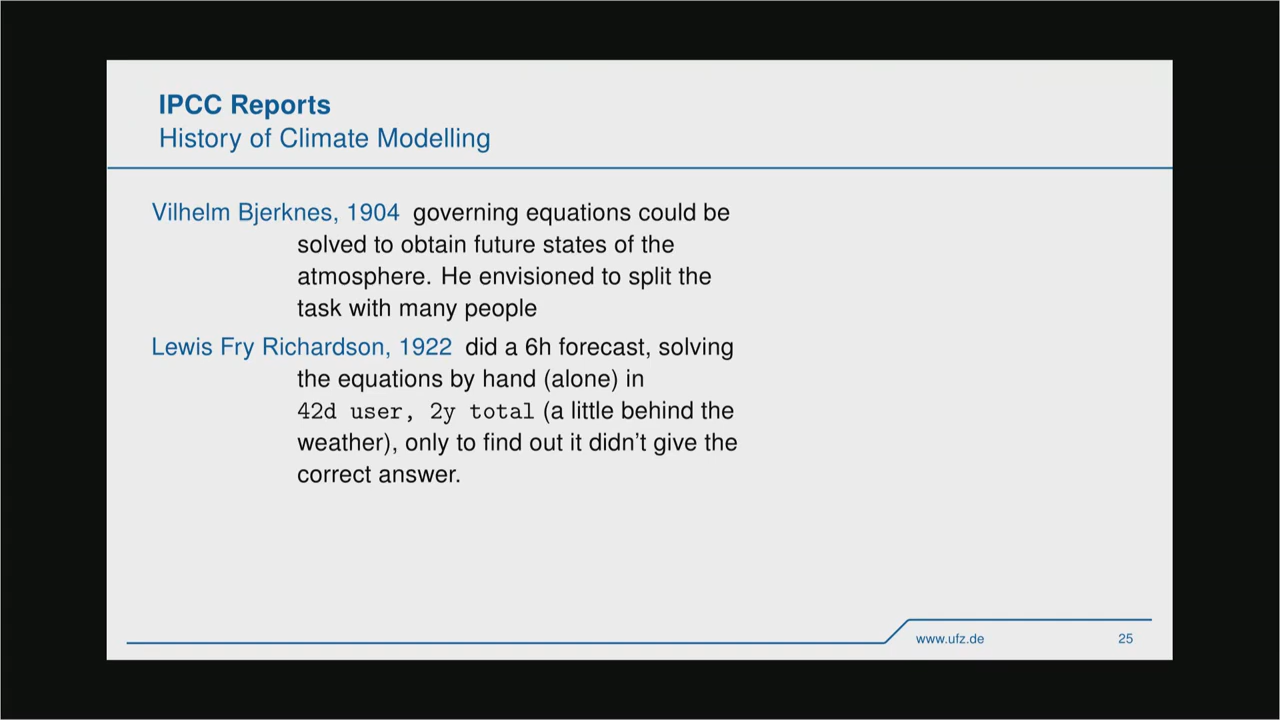 IPCC Reports
History of Climate Modelling
Vilhelm Bjerknes, 1904 governing equations could be
solved to obtain future states of the
atmosphere. He envisioned to split the
task with many people
Lewis Fry Richardson, 1922 did a 6h forecast, solving
the equations by hand (alone) in
42d user, 2y total (a little behind the
weather), only to find out it didn't give the
correct answer.
www.ufz.de 25